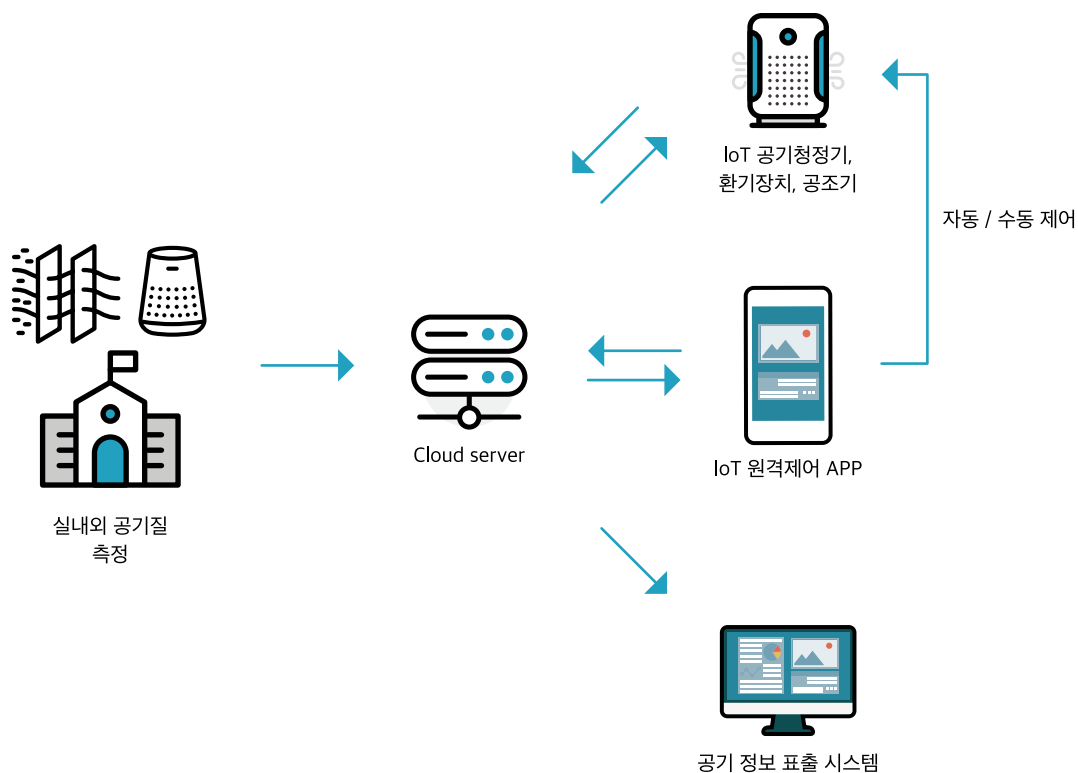 IoT 공기청정기,
환기장치, 공조기
자동 / 수동 제어
Cloud server
IoT 원격제어 APP
실내외 공기질
측정
공기 정보 표출 시스템